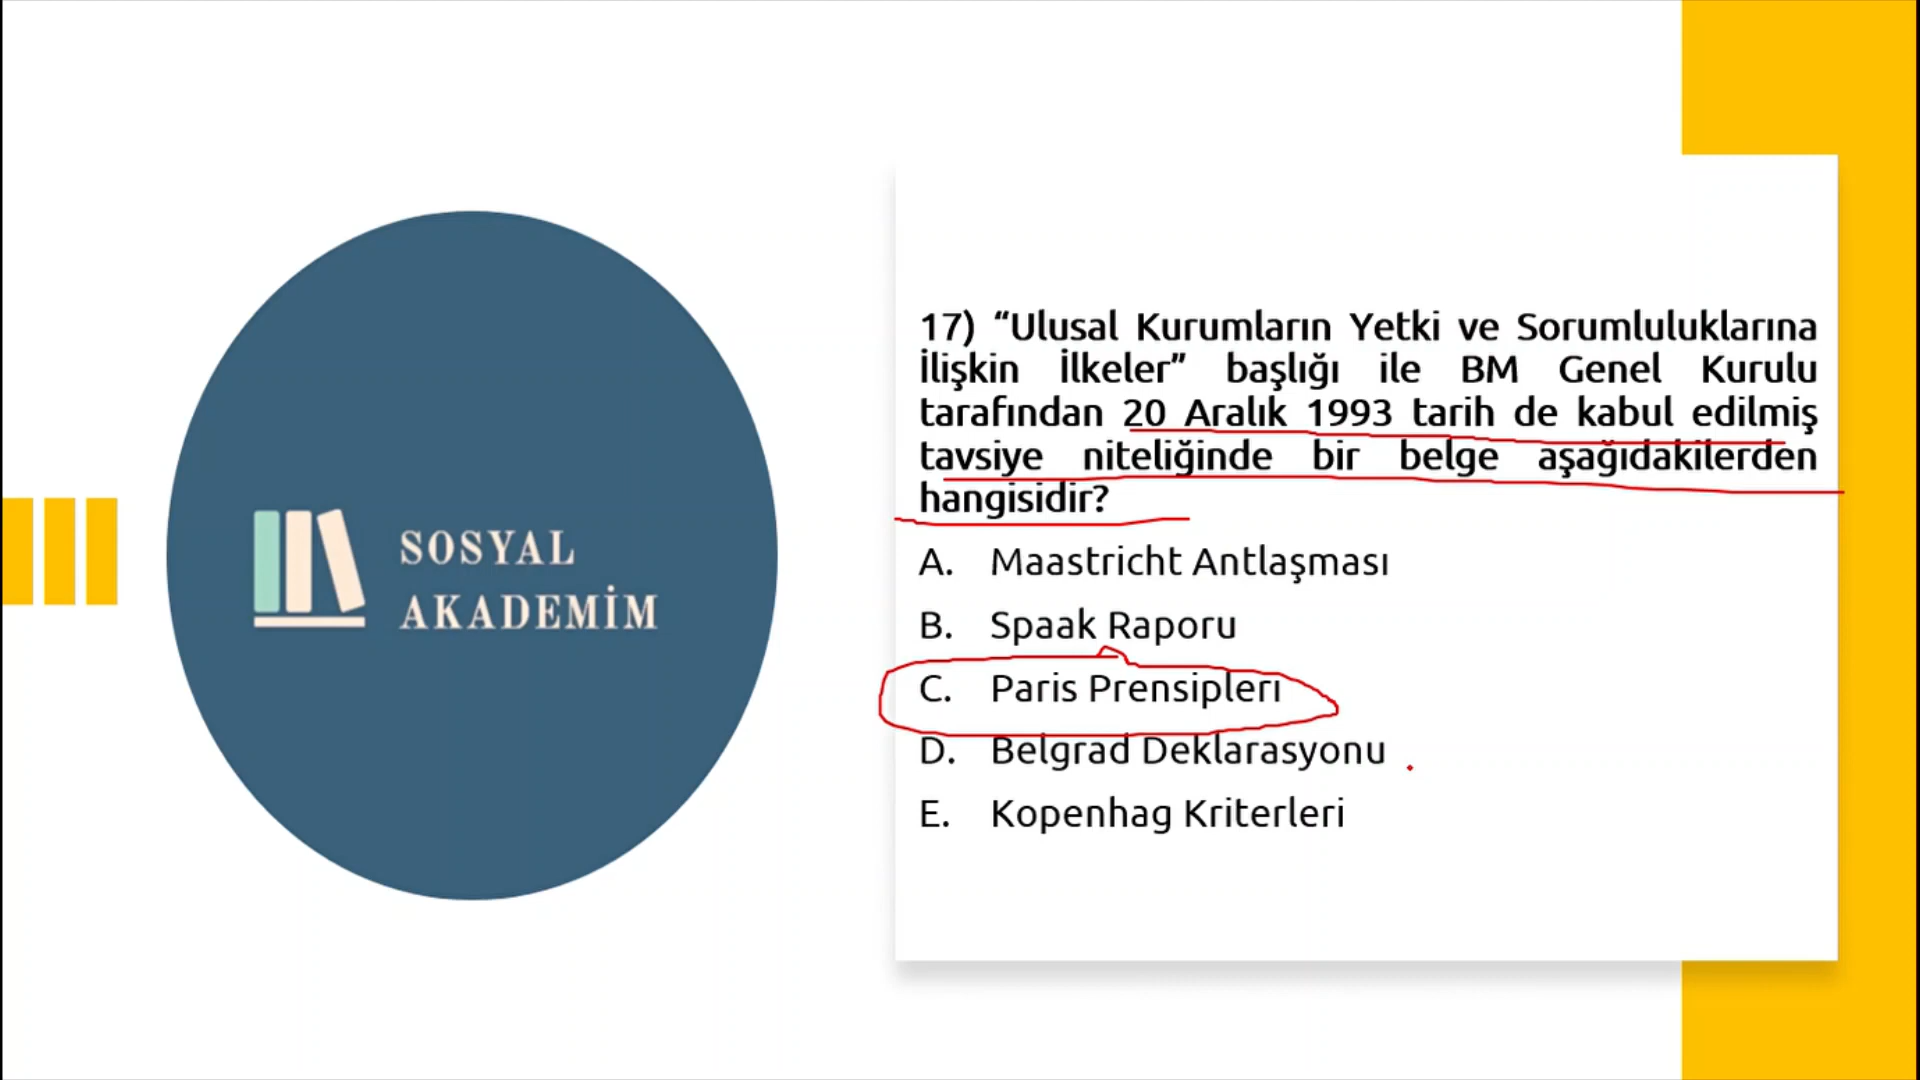 SOSYAL
AKADEMİM
17) “Ulusal Kurumların Yetki ve Sorumluluklarına
İlişkin İlkeler” başlığı ile BM Genel Kurulu
tarafından 20 Aralık 1993 tarih de kabul edilmiş
tavsiye niteliğinde bir belge aşağıdakilerden
hangisidir?
A. Maastricht Antlaşması
B. Spaak Raporu
C. Paris Prensipleri
D. Belgrad Deklarasyonu
E. Kopenhag Kriterleri